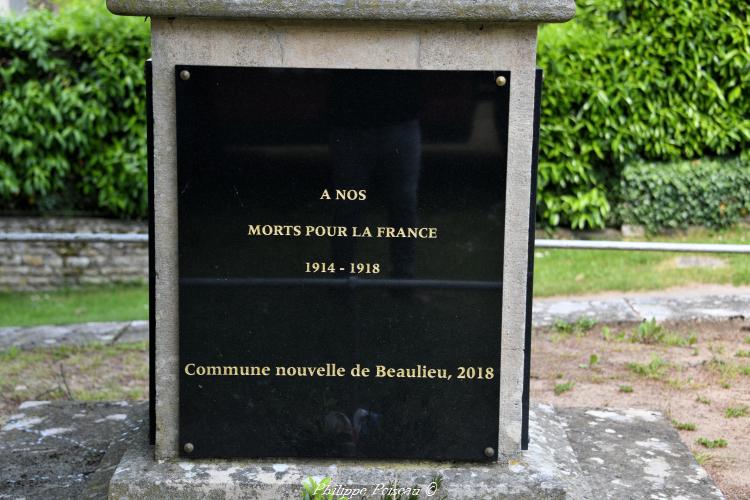 A NOS
MORTS POUR LA FRANCE
1914 - 1918
Commune nouvelle de Beaulieu, 2018
Philippe Poiseau ©